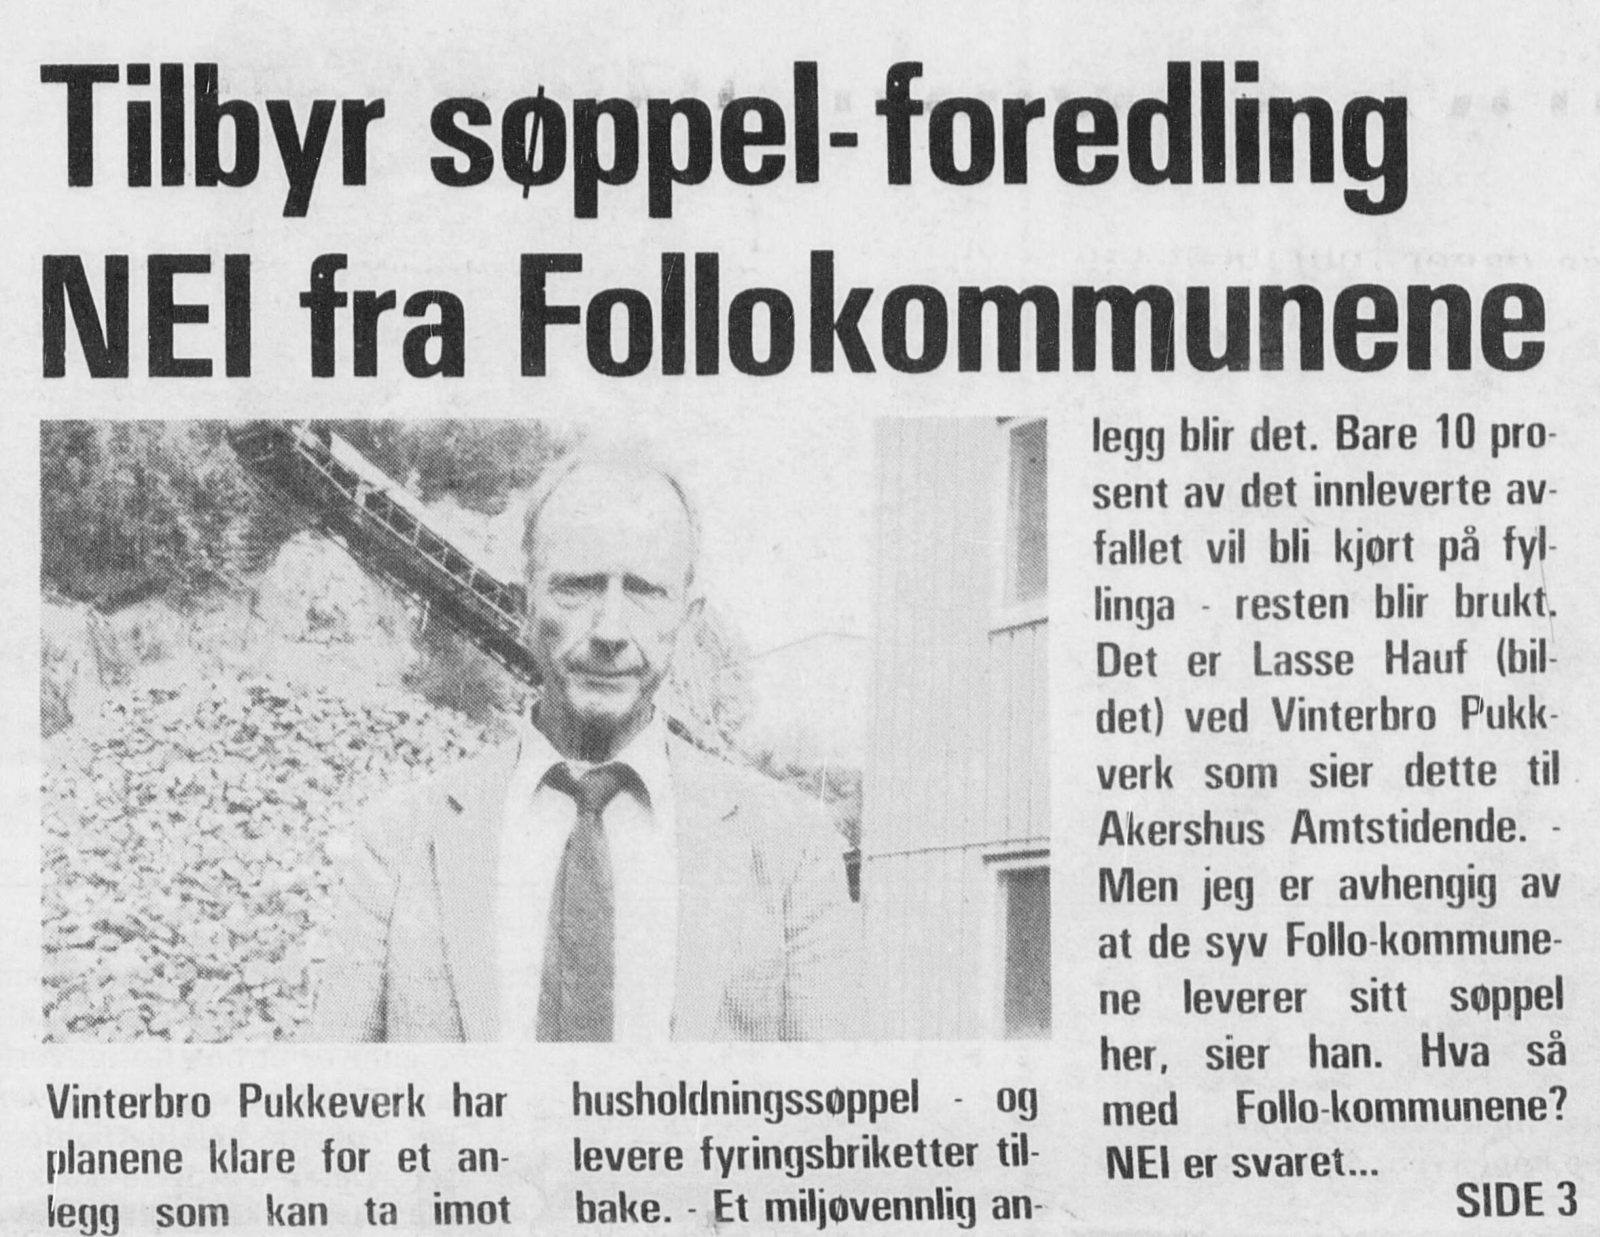 Tilbyr søppel-foredling
NEI fra Follokommunene
Vinterbro Pukkeverk har
planene klare for et an-
legg som kan ta imot
husholdningssøppel - og
levere fyringsbriketter til-
bake. - Et miljøvennlig an-
legg blir det. Bare 10 pro-
sent av det innleverte av-
fallet vil bli kjørt på fyl-
linga - resten blir brukt.
Det er Lasse Hauf (bil-
det) ved Vinterbro Pukk-
verk som sier dette til
Akershus Amtstidende. -
Men jeg er avhengig av
at de syv Follo-kommune-
ne leverer sitt søppel
her, sier han. Hva så
med Follo-kommunene?
NEI er svaret...
SIDE 3